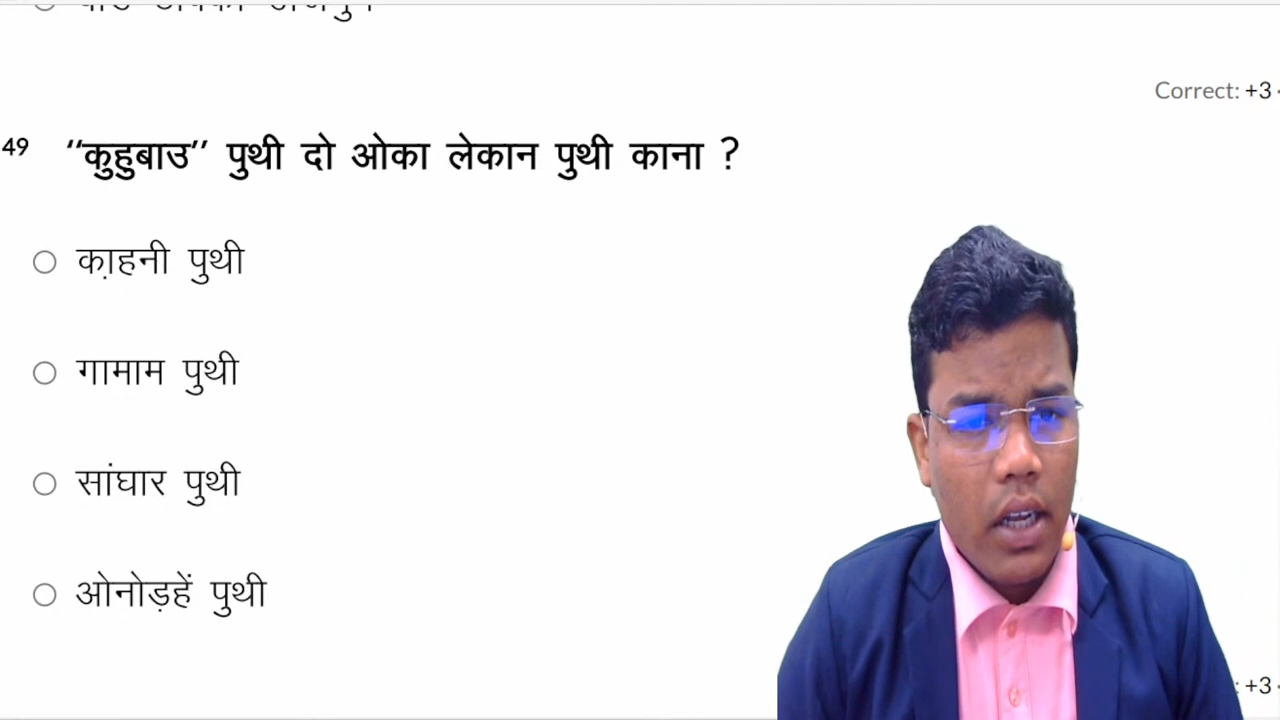 Correct: +3
49 “कुहुबाउ” पुथी दो ओका लेकान पुथी काना ?
का़हनी पुथी
गामाम पुथी
सांघार पुथी
ओनोड़हें पुथी
: +3